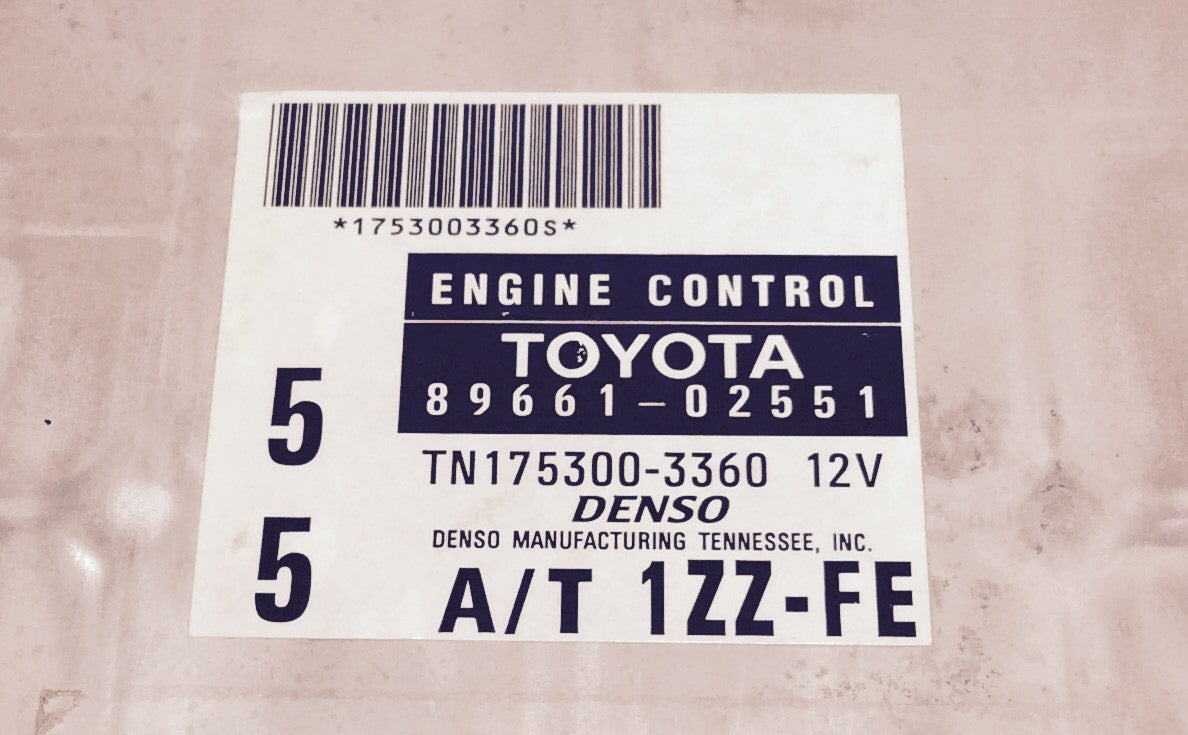 *1753003360S*
ENGINE CONTROL
TOYOTA
89661-02551
5
TN175300-3360 12V
DENSO
5
DENSO MANUFACTURING TENNESSEE, INC.
A/T 1ZZ-FE